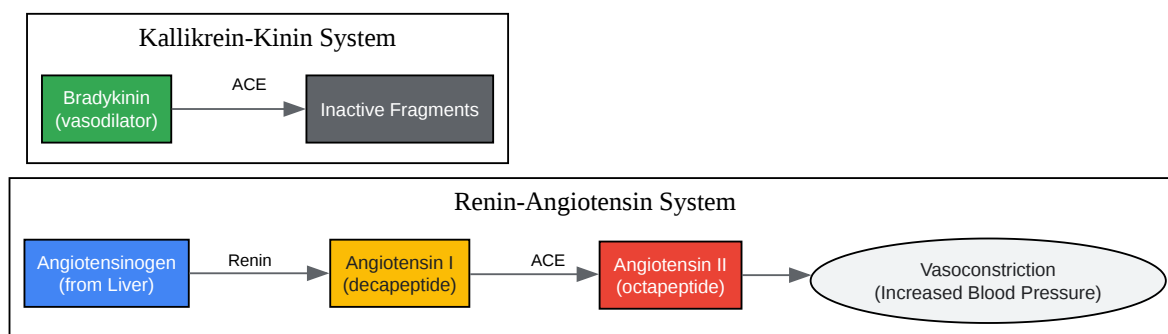 Kallikrein-Kinin System
ACE
Bradykinin
(vasodilator)
Inactive Fragments
Renin-Angiotensin System
Angiotensinogen
(from Liver)
Renin
Angiotensin I
(decapeptide)
ACE
Angiotensin II
(octapeptide)
Vasoconstriction
(Increased Blood Pressure)